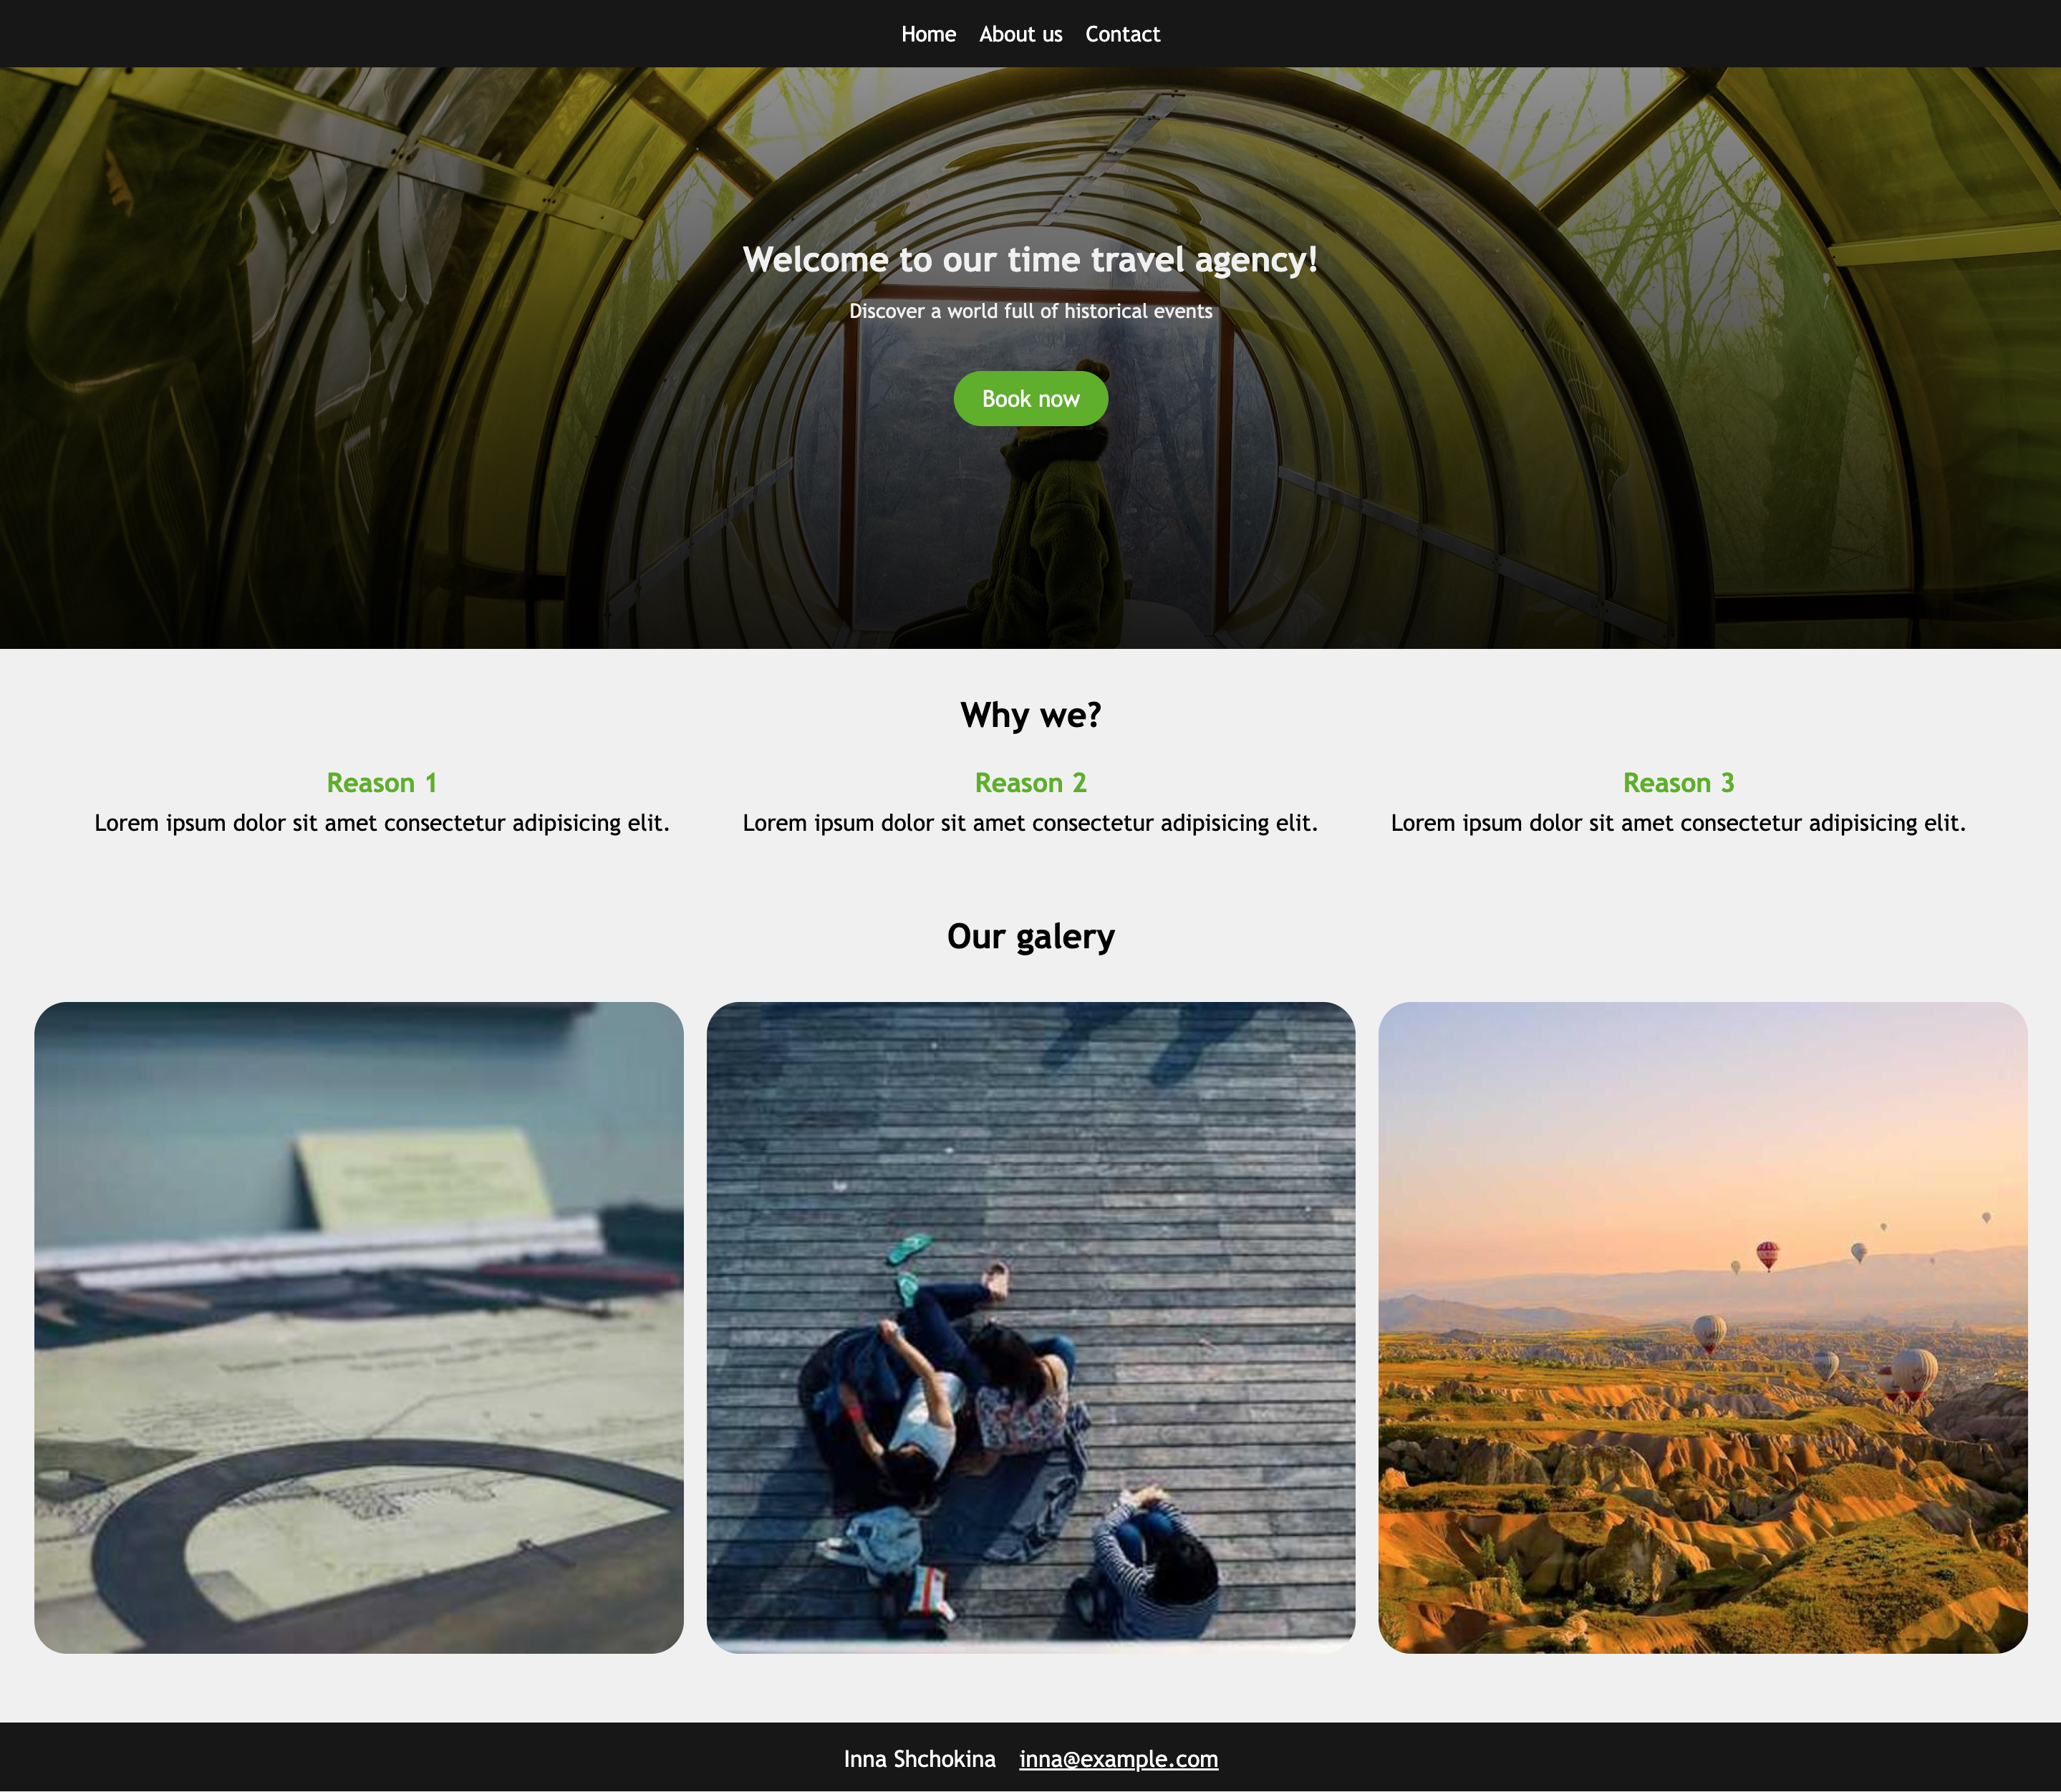 Home About us Contact
Welcome to our time travel agency!
Discover a world full of historical events
Book now
Why we?
Reason 1
Lorem ipsum dolor sit amet consectetur adipisicing elit.
Reason 2
Lorem ipsum dolor sit amet consectetur adipisicing elit.
Reason 3
Lorem ipsum dolor sit amet consectetur adipisicing elit.
Our galery
Inna Shchokina inna@example.com